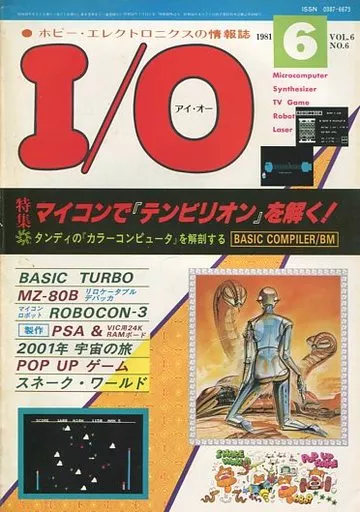 ISSN 0387-0879
● ホビー・エレクトロニクスの情報誌
1981
6
VOL.6
NO.6
I/O
アイ・オー
Microcomputer
Synthesizer
TV Game
Robot
Laser
特集
マイコンで『テンビリオン』を解く!
タンディの『カラーコンピュータ』を解剖する
BASIC COMPILER/BM
BASIC TURBO
MZ-80B リロケータブル デバッガ
マイコン ロボット ROBOCON-3
製作 PSA & VIC用24K RAMボード
2001年 宇宙の旅
POP UP ゲーム
スネーク・ワールド
SNAKE WORLD
POP UP GAME